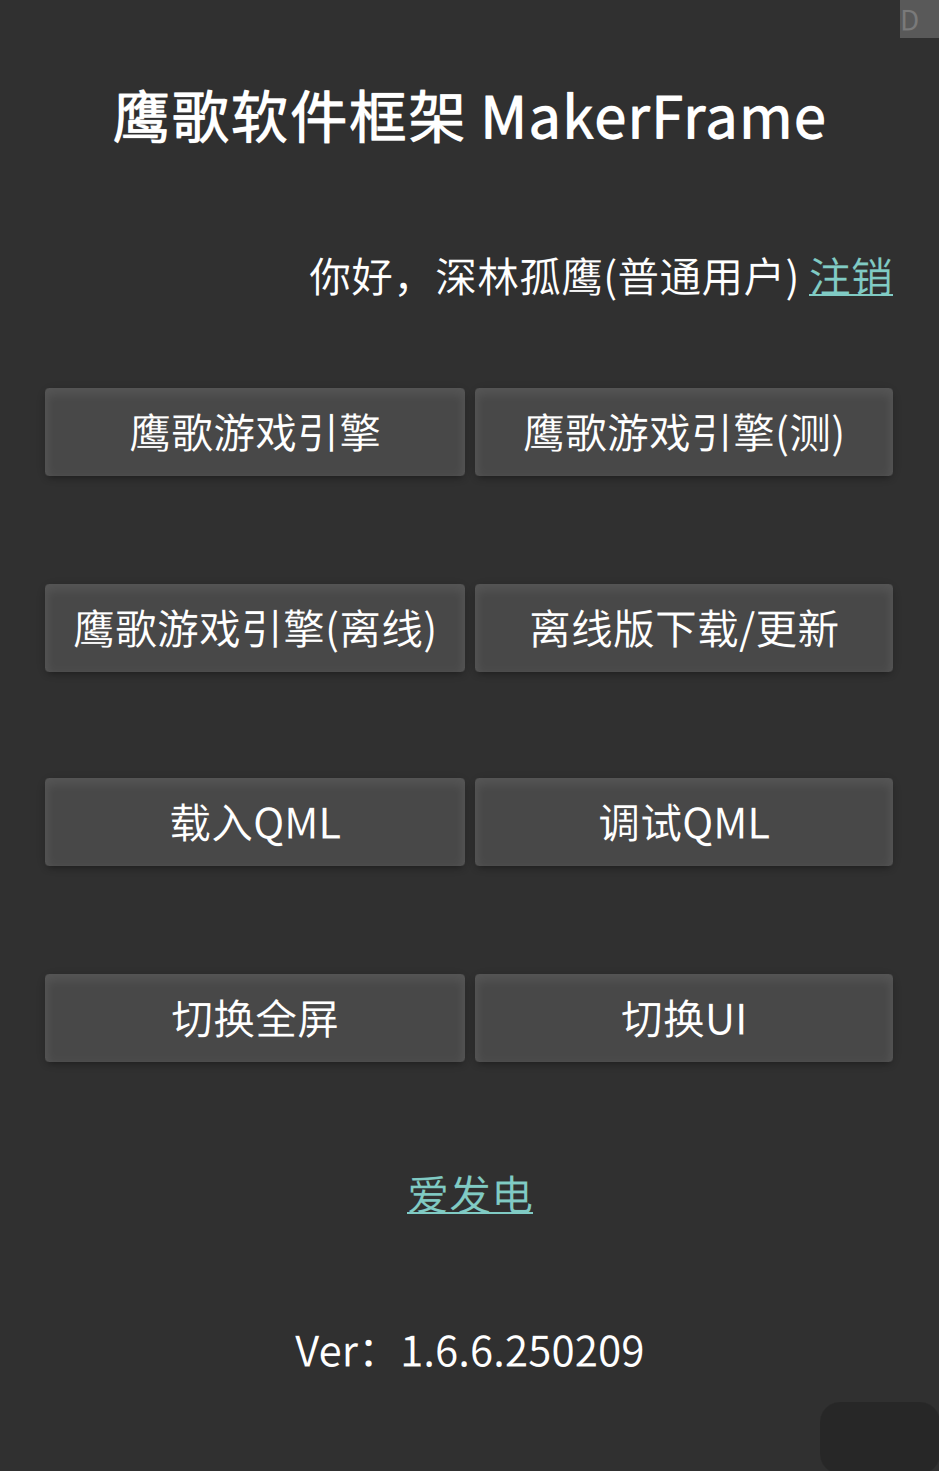 D
鹰歌软件框架 MakerFrame
你好，深林孤鹰(普通用户) 注销
鹰歌游戏引擎
鹰歌游戏引擎(测)
鹰歌游戏引擎(离线)
离线版下载/更新
载入QML
调试QML
切换全屏
切换UI
爱发电
Ver：1.6.6.250209